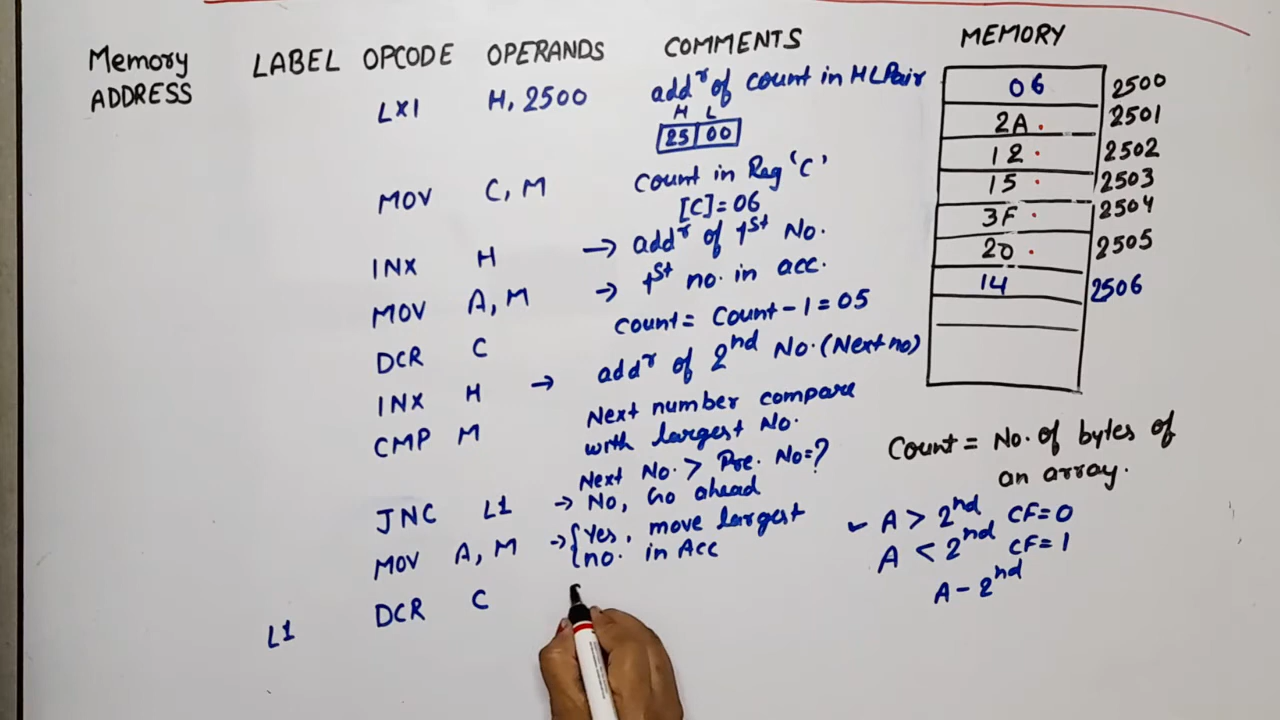 Memory ADDRESS LABEL OPCODE OPERANDS COMMENTS MEMORY
LXI H, 2500 addr of count in HL Pair
H L
25 00
MOV C, M Count in Reg 'C'
[C] = 06
INX H → addr of 1st No.
MOV A, M → 1st no. in acc.
DCR C Count = Count - 1 = 05
INX H → addr of 2nd No. (Next no)
CMP M Next number compare
with largest No.
Next No. > Pre. No = ?
JNC L1 → No, Go ahead
MOV A, M → { Yes, move largest
no. in Acc
L1 DCR C
06 2500
2A 2501
12 2502
15 2503
3F 2504
20 2505
14 2506
Count = No. of bytes of
an array.
A > 2nd CF = 0
A < 2nd CF = 1
A - 2nd